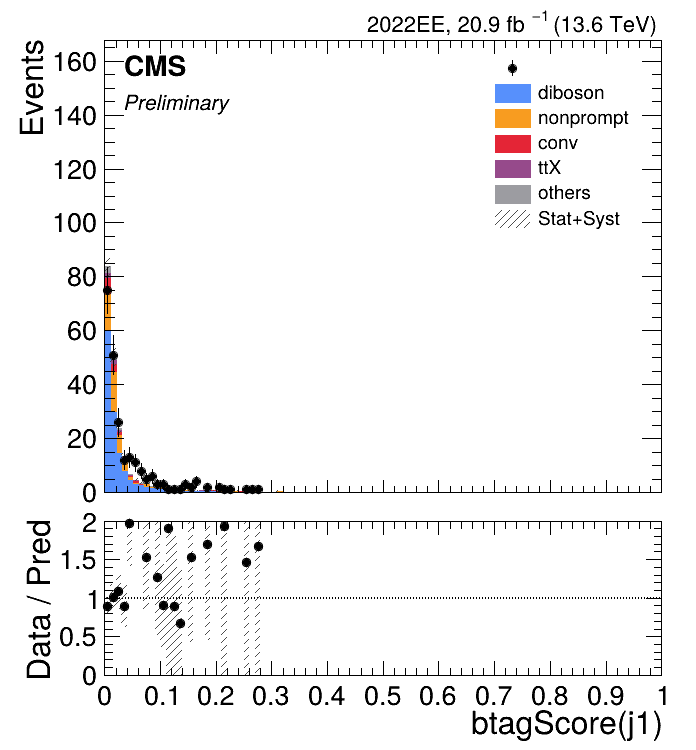 2022EE, 20.9 fb ⁻¹ (13.6 TeV)
Events
160
140
120
100
80
60
40
20
0
CMS
Preliminary
diboson
nonprompt
conv
ttX
others
Stat+Syst
Data / Pred
2
1.5
1
0.5
0
0 0.1 0.2 0.3 0.4 0.5 0.6 0.7 0.8 0.9 1
btagScore(j1)